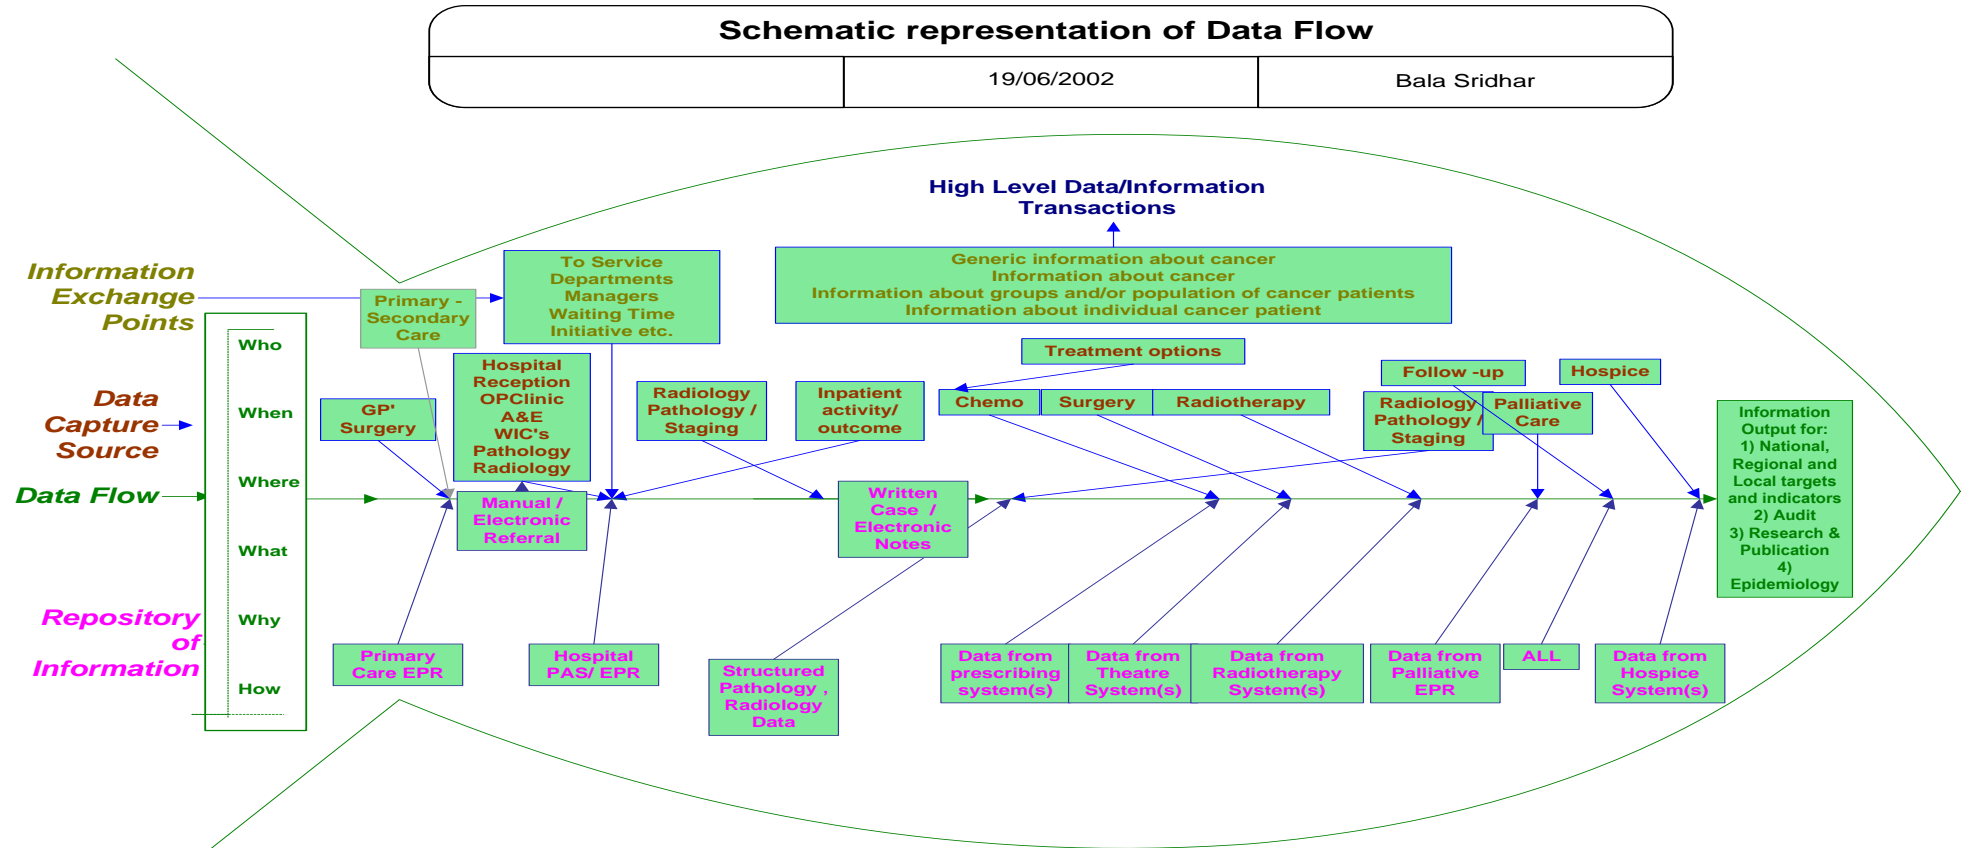 Schematic representation of Data Flow
19/06/2002
Bala Sridhar
High Level Data/Information
Transactions
Information
Exchange
Points
Primary -
Secondary
Care
To Service
Departments
Managers
Waiting Time
Initiative etc.
Generic information about cancer
Information about cancer
Information about groups and/or population of cancer patients
Information about individual cancer patient
Data
Capture
Source
GP'
Surgery
Hospital
Reception
OPClinic
A&E
WIC's
Pathology
Radiology
Radiology
Pathology /
Staging
Inpatient
activity/
outcome
Treatment options
Chemo
Surgery
Radiotherapy
Radiology
Pathology /
Staging
Follow -up
Palliative
Care
Hospice
Data Flow
Who
When
Where
What
Why
How
Manual /
Electronic
Referral
Written
Case /
Electronic
Notes
Information
Output for:
1) National,
Regional and
Local targets
and indicators
2) Audit
3) Research &
Publication
4)
Epidemiology
Repository
of
Information
Primary
Care EPR
Hospital
PAS/ EPR
Structured
Pathology ,
Radiology
Data
Data from
prescribing
system(s)
Data from
Theatre
System(s)
Data from
Radiotherapy
System(s)
Data from
Palliative
EPR
ALL
Data from
Hospice
System(s)